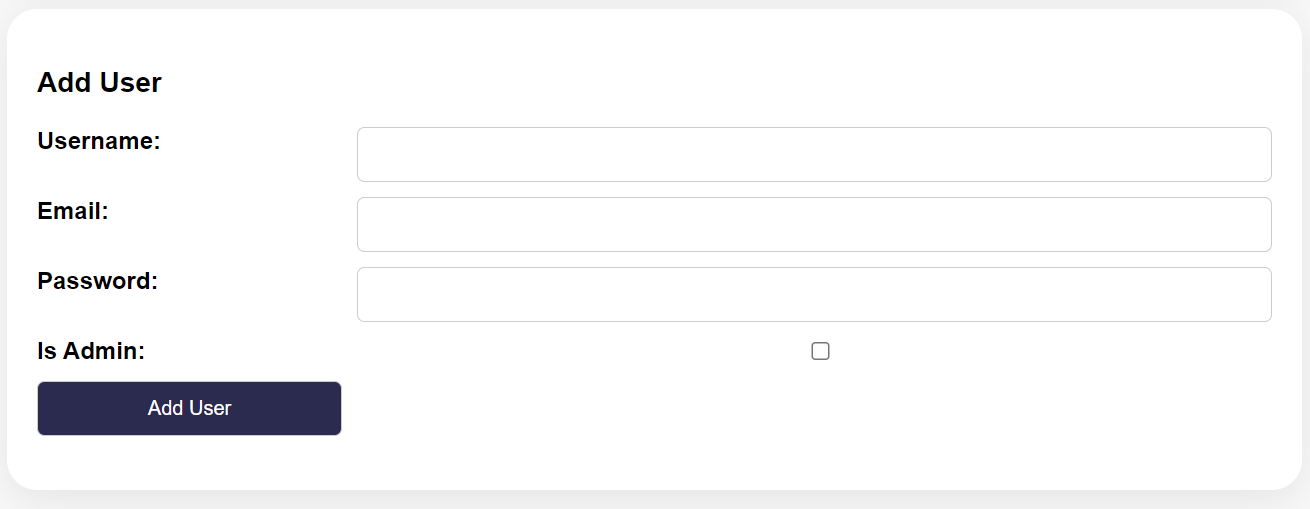 Add User
Username:
Email:
Password:
Is Admin:
Add User